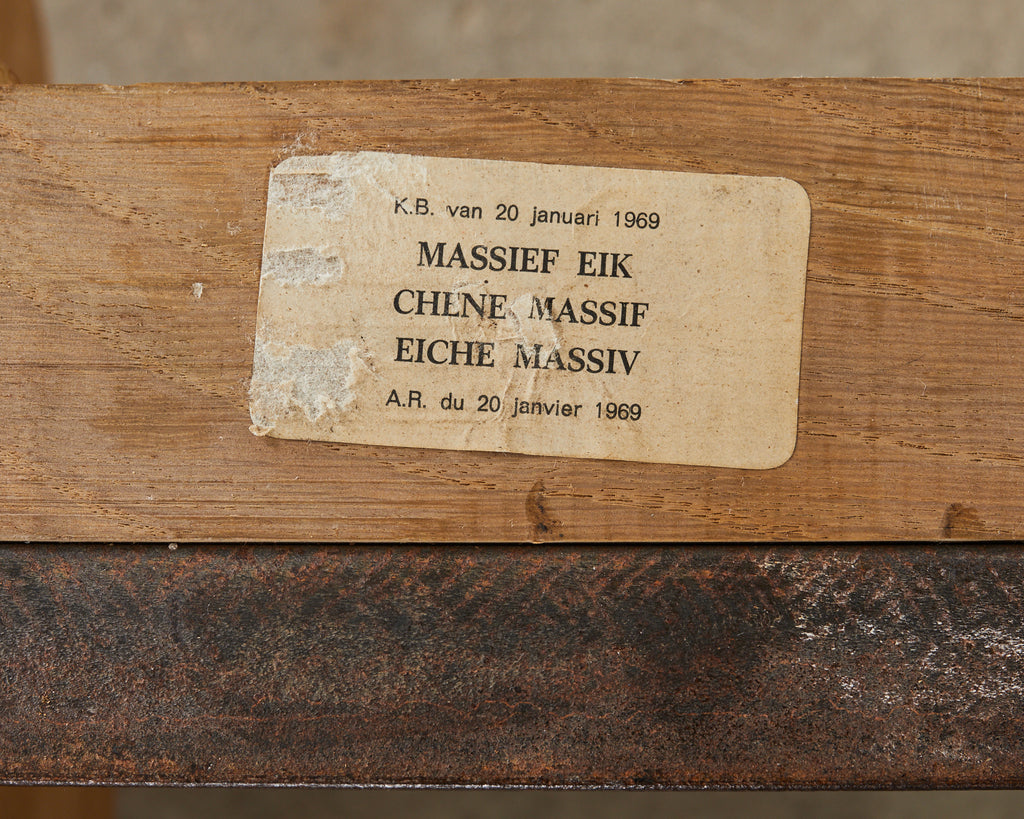 K.B. van 20 januari 1969
MASSIEF EIK
CHENE MASSIF
EICHE MASSIV
A.R. du 20 janvier 1969